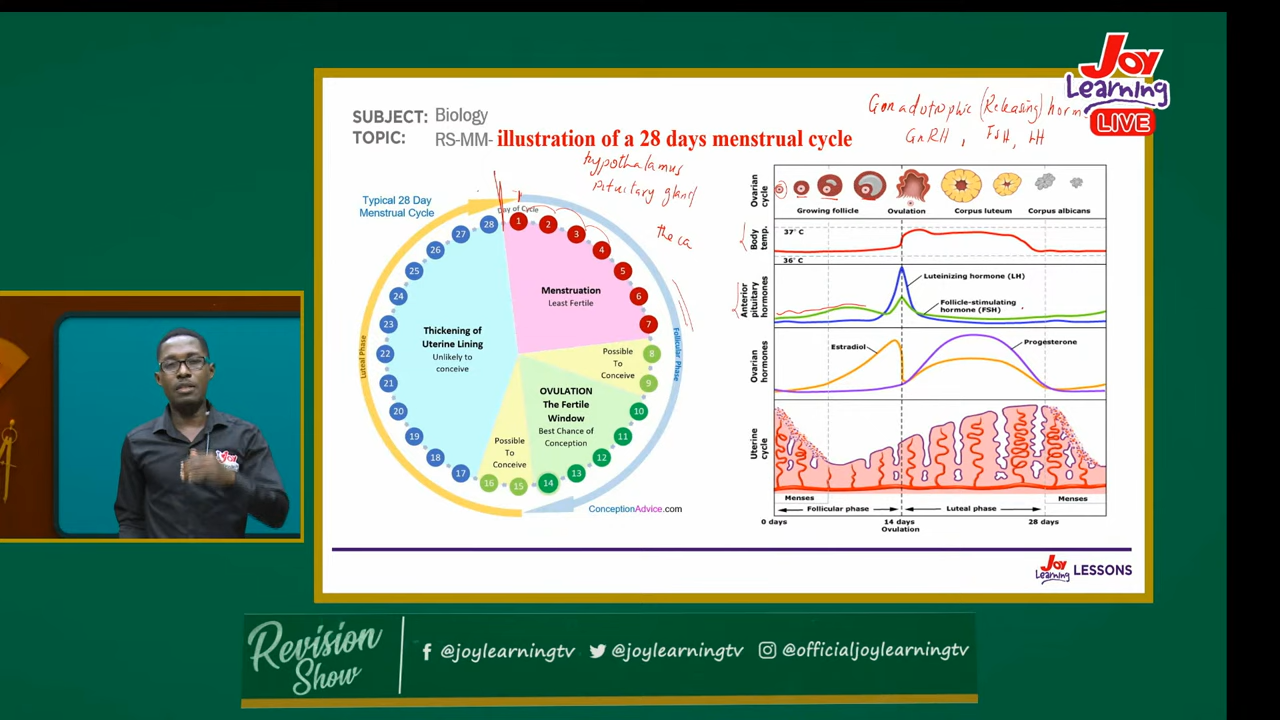 Joy
Learning
LIVE
SUBJECT: Biology
TOPIC: RS-MM- illustration of a 28 days menstrual cycle
Gonadotrophic (Releasing) horm
GnRH, FSH, LH
hypothalamus
pituitary gland
the ca
Typical 28 Day
Menstrual Cycle
Day of Cycle
1
2
3
4
5
6
7
8
9
10
11
12
13
14
15
16
17
18
19
20
21
22
23
24
25
26
27
28
Menstruation
Least Fertile
Possible
To
Conceive
OVULATION
The Fertile
Window
Best Chance of
Conception
Possible
To
Conceive
Thickening of
Uterine Lining
Unlikely to
conceive
Luteal Phase
Follicular Phase
ConceptionAdvice.com
Ovarian
cycle
Growing follicle
Ovulation
Corpus luteum
Corpus albicans
Body
temp.
37°C
36°C
Anterior
pituitary
hormones
Luteinizing hormone (LH)
Follicle-stimulating
hormone (FSH)
Ovarian
hormones
Estradiol
Progesterone
Uterine
cycle
Menses
Menses
Follicular phase
Luteal phase
0 days
14 days
28 days
Ovulation
Joy
Learning LESSONS
Joy
Revision
Show
f @joylearningtv @joylearningtv @officialjoylearningtv